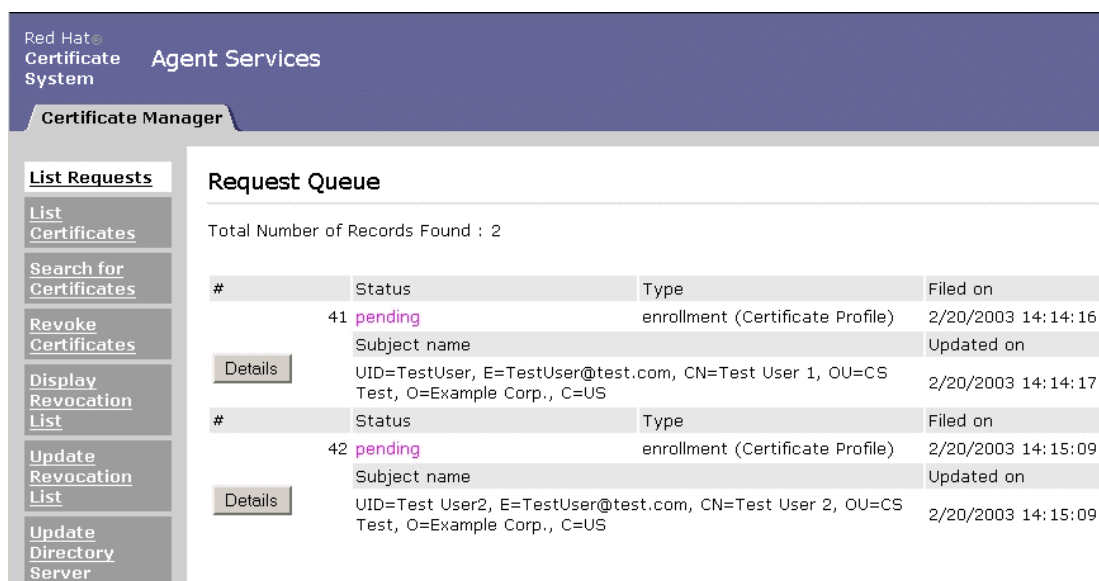 Red Hat®
Certificate
System
Agent Services
Certificate Manager
List Requests
List
Certificates
Search for
Certificates
Revoke
Certificates
Display
Revocation
List
Update
Revocation
List
Update
Directory
Server
Request Queue
Total Number of Records Found : 2
# Status Type Filed on
41 pending enrollment (Certificate Profile) 2/20/2003 14:14:16
Subject name Updated on
Details
UID=TestUser, E=TestUser@test.com, CN=Test User 1, OU=CS
Test, O=Example Corp., C=US
2/20/2003 14:14:17
# Status Type Filed on
42 pending enrollment (Certificate Profile) 2/20/2003 14:15:09
Subject name Updated on
Details
UID=Test User2, E=TestUser@test.com, CN=Test User 2, OU=CS
Test, O=Example Corp., C=US
2/20/2003 14:15:09